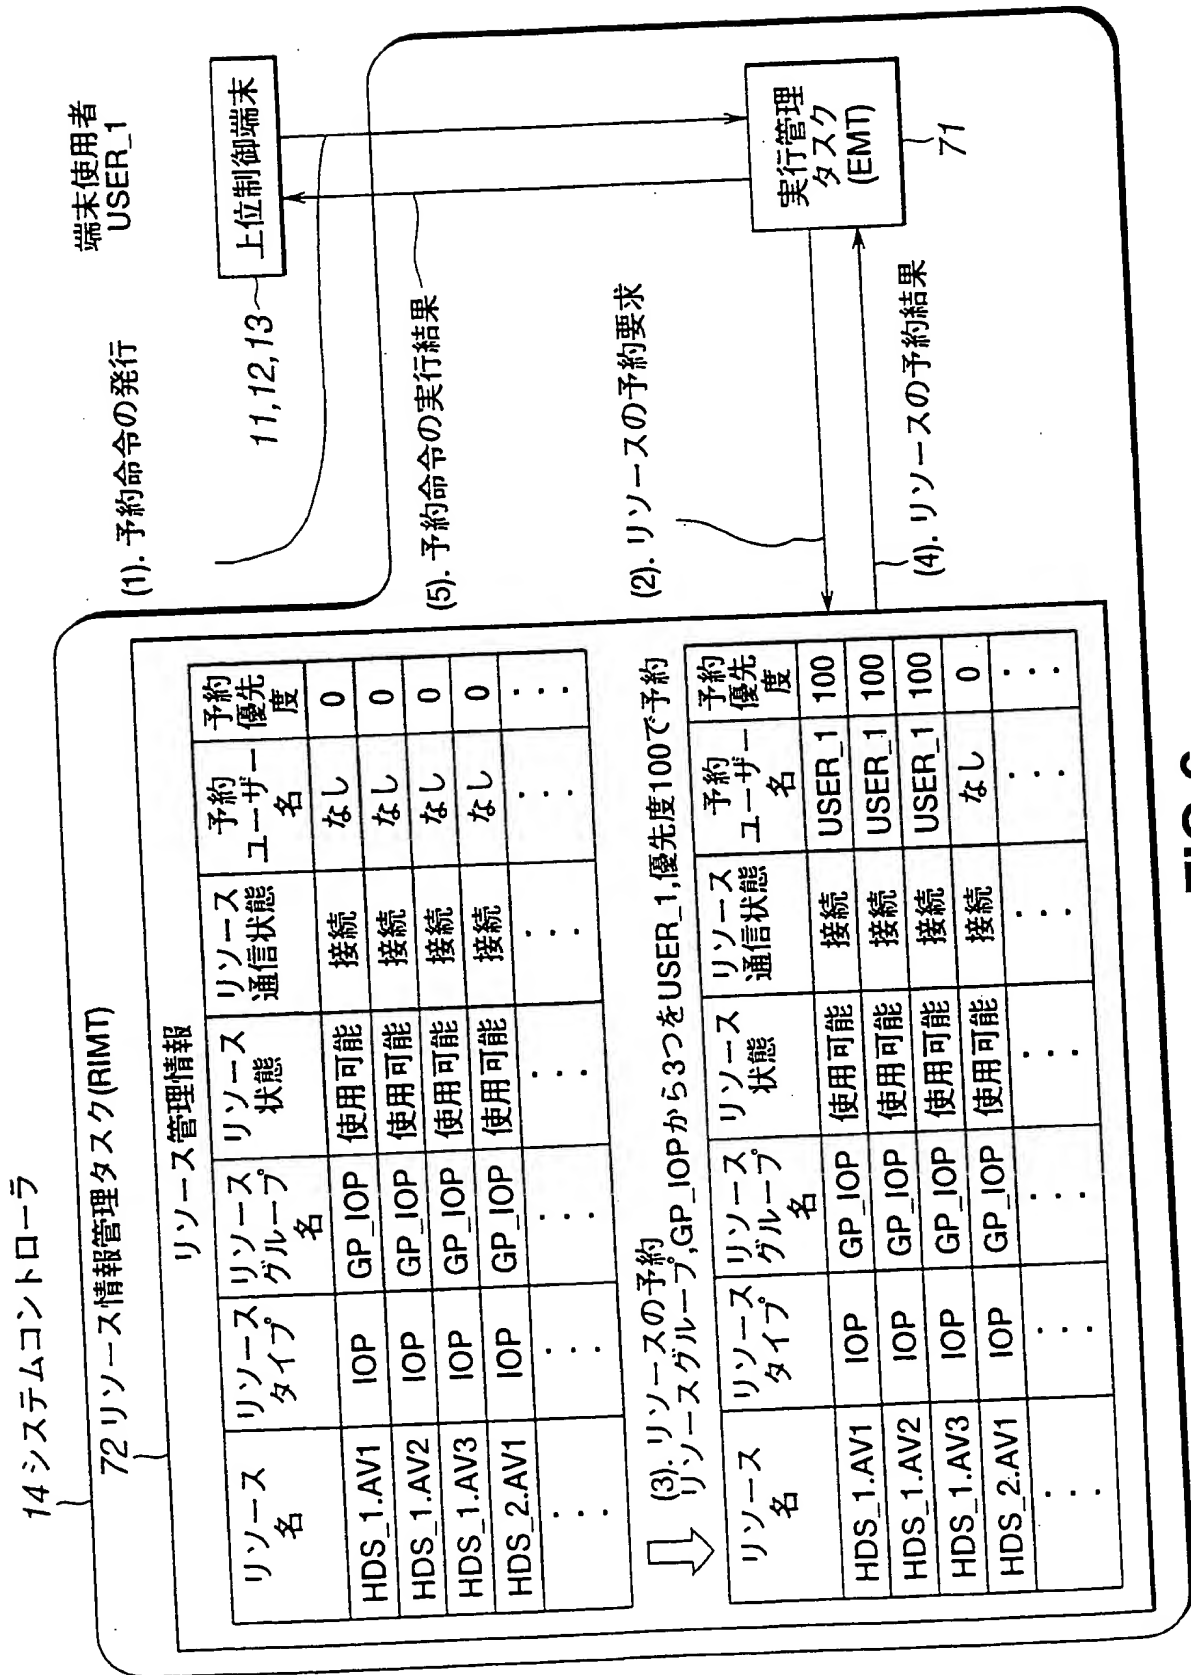 14 システムコントローラ
72 リソース情報管理タスク(RIMT)
リソース管理情報
リソース名 リソースタイプ リソースグループ名 リソース状態 リソース通信状態 予約ユーザー名 予約優先度
HDS_1.AV1 IOP GP_IOP 使用可能 接続 なし 0
HDS_1.AV2 IOP GP_IOP 使用可能 接続 なし 0
HDS_1.AV3 IOP GP_IOP 使用可能 接続 なし 0
HDS_2.AV1 IOP GP_IOP 使用可能 接続 なし 0
... ... ... ... ... ... ...
(3). リソースの予約
リソースグループ,GP_IOPから3つをUSER_1,優先度100で予約
リソース名 リソースタイプ リソースグループ名 リソース状態 リソース通信状態 予約ユーザー名 予約優先度
HDS_1.AV1 IOP GP_IOP 使用可能 接続 USER_1 100
HDS_1.AV2 IOP GP_IOP 使用可能 接続 USER_1 100
HDS_1.AV3 IOP GP_IOP 使用可能 接続 USER_1 100
HDS_2.AV1 IOP GP_IOP 使用可能 接続 なし 0
... ... ... ... ... ... ...
(1). 予約命令の発行
端末使用者
USER_1
上位制御端末
11,12,13
(5). 予約命令の実行結果
(2). リソースの予約要求
(4). リソースの予約結果
実行管理
タスク
(EMT)
71